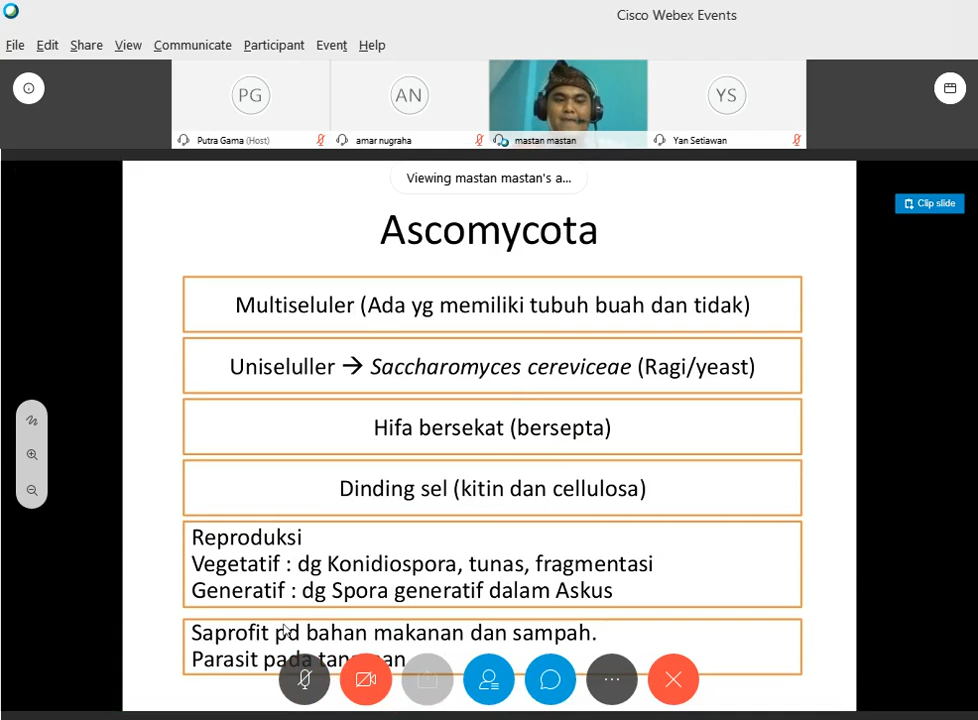 Cisco Webex Events
File Edit Share View Communicate Participant Event Help
PG AN YS
Putra Gama (Host) amar nugraha mastan mastan Yan Setiawan
Viewing mastan mastan's a...
Clip slide
Ascomycota
Multiseluler (Ada yg memiliki tubuh buah dan tidak)
Uniseluller → Saccharomyces cereviceae (Ragi/yeast)
Hifa bersekat (bersepta)
Dinding sel (kitin dan cellulosa)
Reproduksi
Vegetatif : dg Konidiospora, tunas, fragmentasi
Generatif : dg Spora generatif dalam Askus
Saprofit pd bahan makanan dan sampah.
Parasit pada